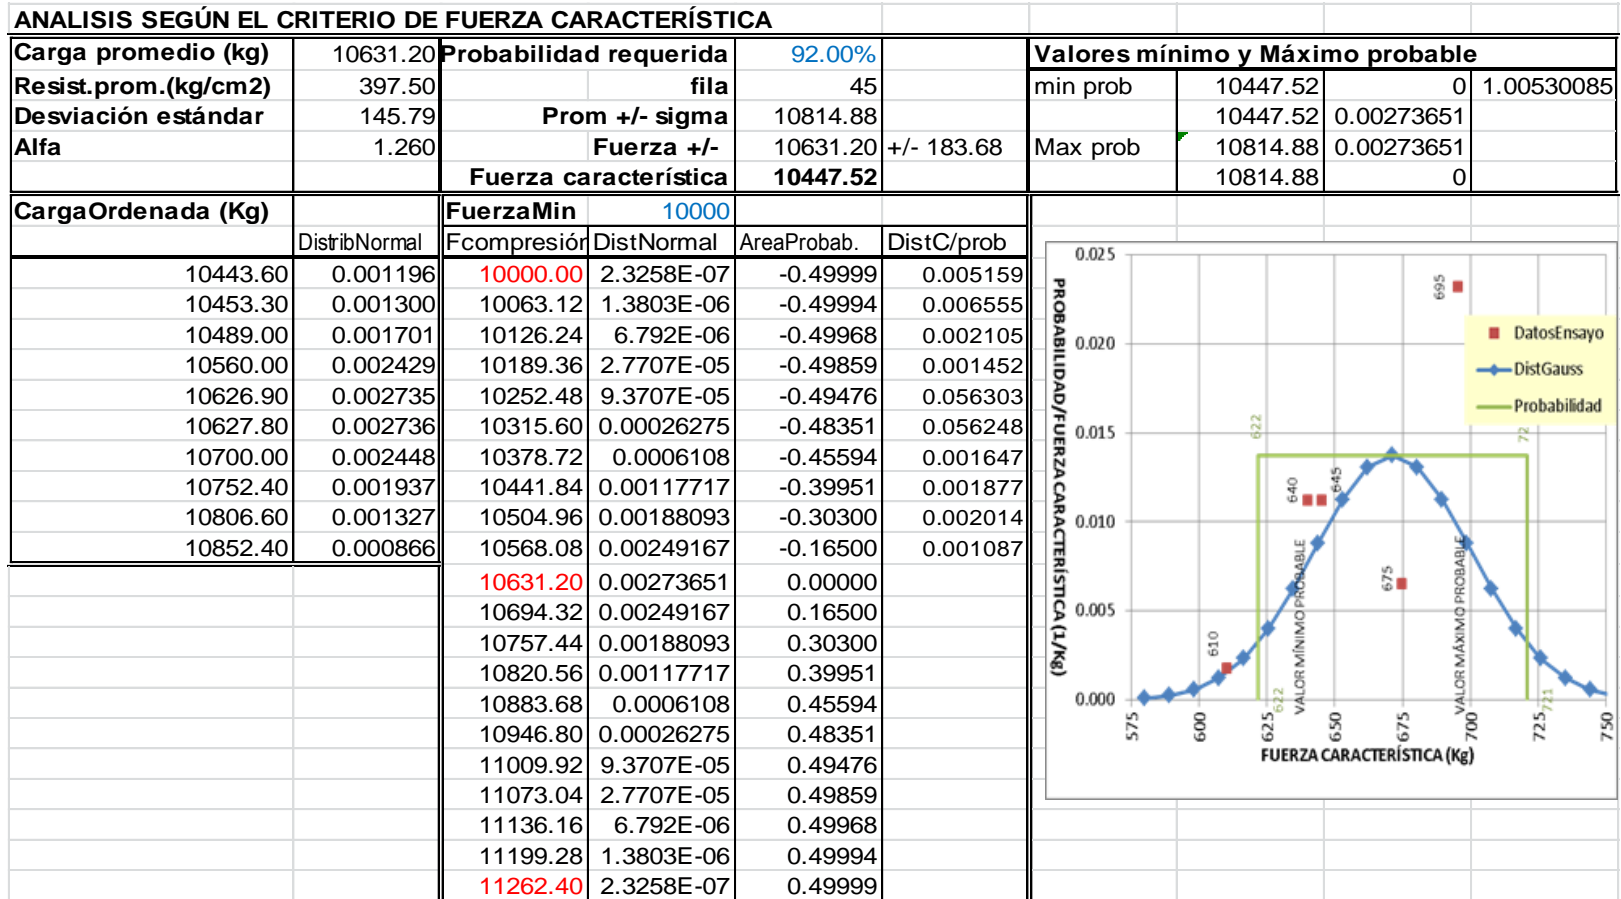 ANALISIS SEGÚN EL CRITERIO DE FUERZA CARACTERÍSTICA
Carga promedio (kg) 10631.20 Probabilidad requerida 92.00% Valores mínimo y Máximo probable
Resist.prom.(kg/cm2) 397.50 fila 45 min prob 10447.52 0 1.00530085
Desviación estándar 145.79 Prom +/- sigma 10814.88 10447.52 0.00273651
Alfa 1.260 Fuerza +/- 10631.20 +/- 183.68 Max prob 10814.88 0.00273651
Fuerza característica 10447.52 10814.88 0
CargaOrdenada (Kg) FuerzaMin 10000
DistribNormal Fcompresión DistNormal AreaProbab. DistC/prob
10443.60 0.001196 10000.00 2.3258E-07 -0.49999 0.005159
10453.30 0.001300 10063.12 1.3803E-06 -0.49994 0.006555
10489.00 0.001701 10126.24 6.792E-06 -0.49968 0.002105
10560.00 0.002429 10189.36 2.7707E-05 -0.49859 0.001452
10626.90 0.002735 10252.48 9.3707E-05 -0.49476 0.056303
10627.80 0.002736 10315.60 0.00026275 -0.48351 0.056248
10700.00 0.002448 10378.72 0.0006108 -0.45594 0.001647
10752.40 0.001937 10441.84 0.00117717 -0.39951 0.001877
10806.60 0.001327 10504.96 0.00188093 -0.30300 0.002014
10852.40 0.000866 10568.08 0.00249167 -0.16500 0.001087
10631.20 0.00273651 0.00000
10694.32 0.00249167 0.16500
10757.44 0.00188093 0.30300
10820.56 0.00117717 0.39951
10883.68 0.0006108 0.45594
10946.80 0.00026275 0.48351
11009.92 9.3707E-05 0.49476
11073.04 2.7707E-05 0.49859
11136.16 6.792E-06 0.49968
11199.28 1.3803E-06 0.49994
11262.40 2.3258E-07 0.49999
PROBABILIDAD/FUERZA CARACTERÍSTICA (1/Kg)
0.025
0.020
0.015
0.010
0.005
0.000
695
DatosEnsayo
DistGauss
Probabilidad
622
72
640
645
675
610
VALOR MÍNIMO PROBABLE
VALOR MÁXIMO PROBABLE
622
721
575 600 625 650 675 700 725 750
FUERZA CARACTERÍSTICA (Kg)